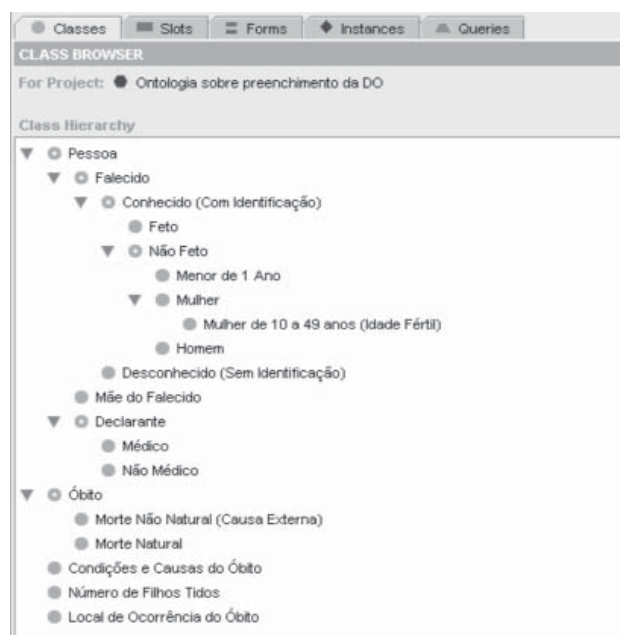 Classes Slots Forms Instances Queries
CLASS BROWSER
For Project: Ontologia sobre preenchimento da DO
Class Hierarchy
Pessoa
Falecido
Conhecido (Com Identificação)
Feto
Não Feto
Menor de 1 Ano
Mulher
Mulher de 10 a 49 anos (Idade Fértil)
Homem
Desconhecido (Sem Identificação)
Mãe do Falecido
Declarante
Médico
Não Médico
Óbito
Morte Não Natural (Causa Externa)
Morte Natural
Condições e Causas do Óbito
Número de Filhos Tidos
Local de Ocorrência do Óbito